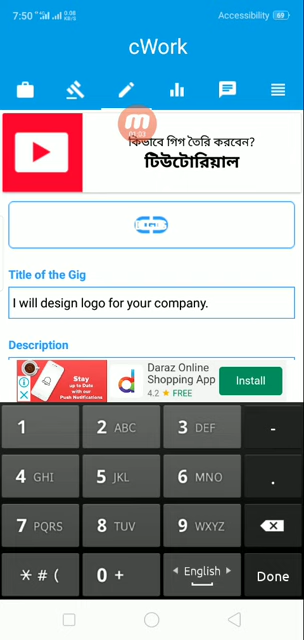 7:50
Accessibility
cWork
01:03
কিভাবে গিগ তৈরি করবেন?
টিউটোরিয়াল
Title of the Gig
I will design logo for your company.
Description
Stay
up to Date
with our
Push Notifications
Daraz Online
Shopping App
4.2 ★ FREE
Install
1
2 ABC
3 DEF
-
4 GHI
5 JKL
6 MNO
.
7 PQRS
8 TUV
9 WXYZ
* # (
0 +
English
Done